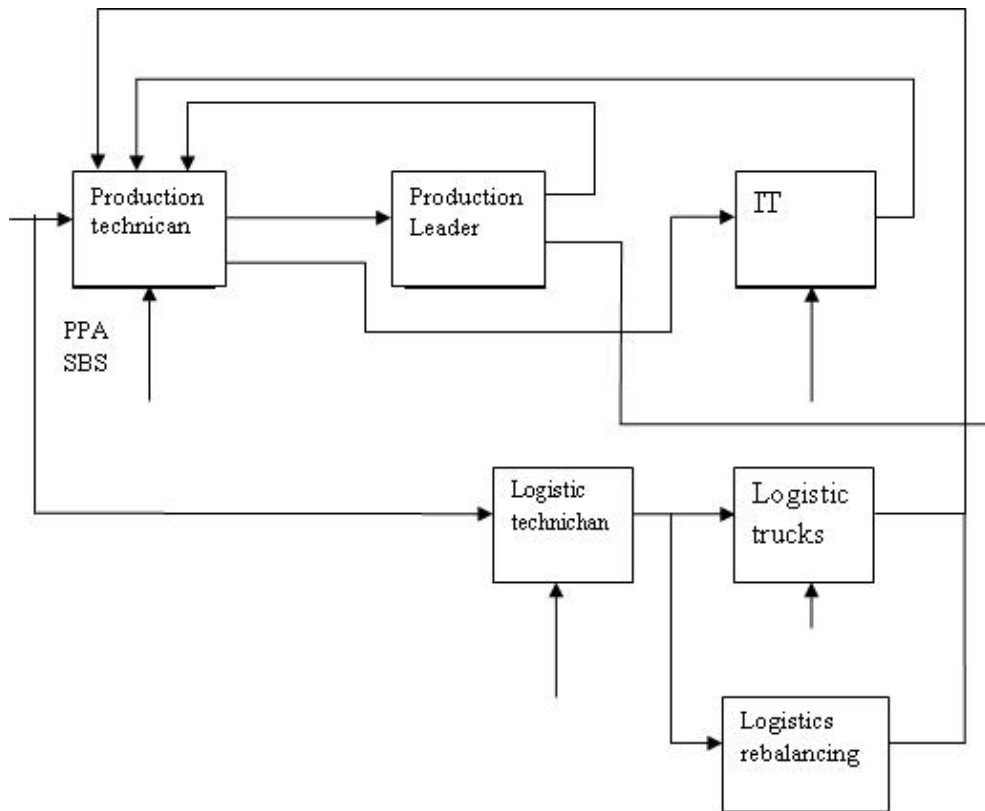 Production
technican
Production
Leader
IT
PPA
SBS
Logistic
technichan
Logistic
trucks
Logistics
rebalancing